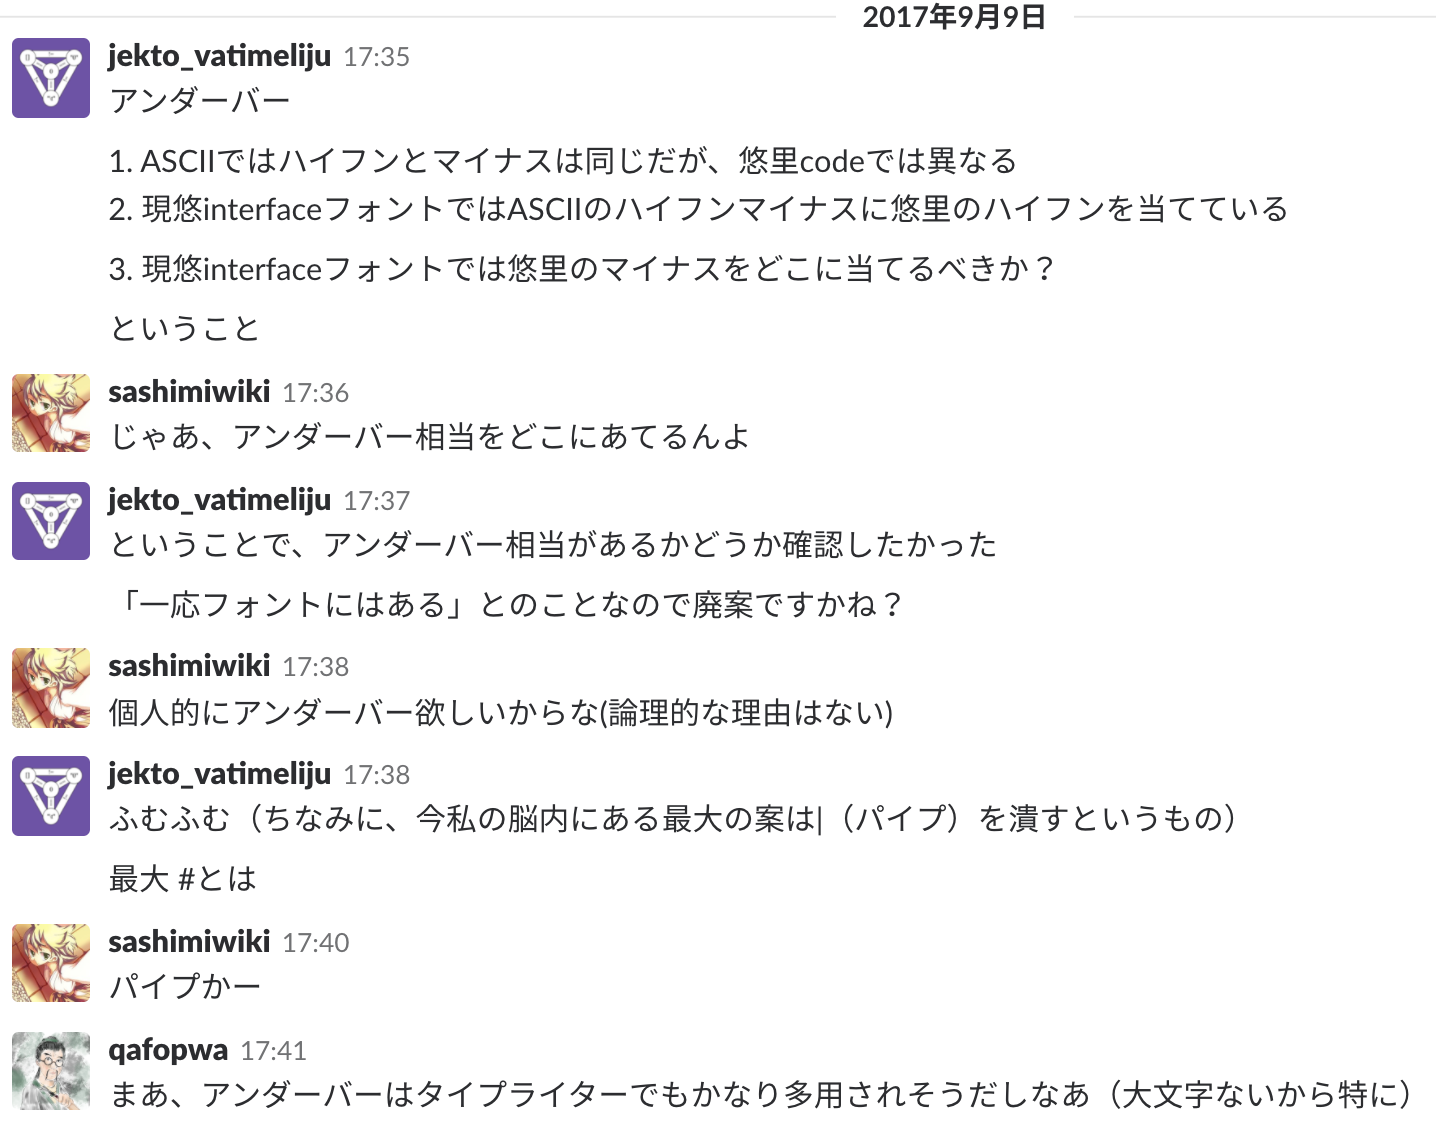 2017年9月9日
jekto_vatimeliju 17:35
アンダーバー
1. ASCIIではハイフンとマイナスは同じだが、悠里codeでは異なる
2. 現悠interfaceフォントではASCIIのハイフンマイナスに悠里のハイフンを当てている
3. 現悠interfaceフォントでは悠里のマイナスをどこに当てるべきか？
ということ
sashimiwiki 17:36
じゃあ、アンダーバー相当をどこにあてるんよ
jekto_vatimeliju 17:37
ということで、アンダーバー相当があるかどうか確認したかった
「一応フォントにはある」とのことなので廃案ですかね？
sashimiwiki 17:38
個人的にアンダーバー欲しいからな(論理的な理由はない)
jekto_vatimeliju 17:38
ふむふむ（ちなみに、今私の脳内にある最大の案は|（パイプ）を潰すというもの）
最大 #とは
sashimiwiki 17:40
パイプかー
qafopwa 17:41
まあ、アンダーバーはタイプライターでもかなり多用されそうだしなあ（大文字ないから特に）